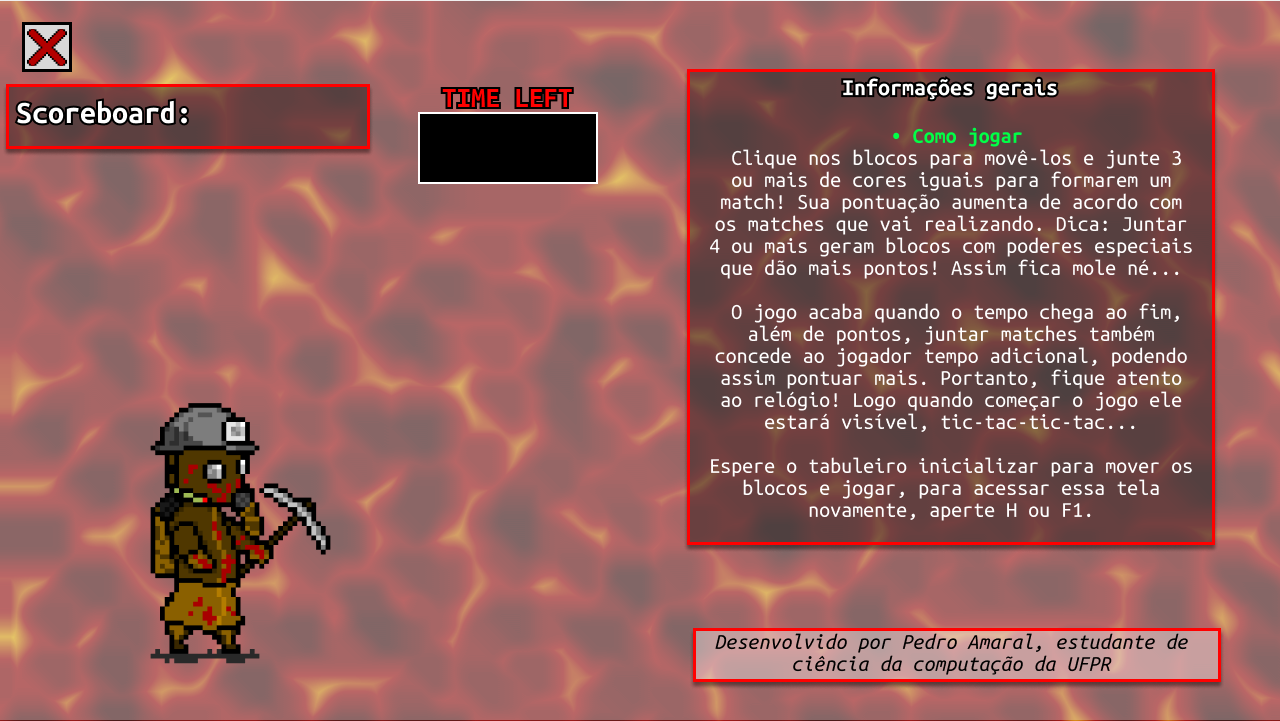 Scoreboard:
TIME LEFT
Informações gerais
• Como jogar
Clique nos blocos para movê-los e junte 3
ou mais de cores iguais para formarem um
match! Sua pontuação aumenta de acordo com
os matches que vai realizando. Dica: Juntar
4 ou mais geram blocos com poderes especiais
que dão mais pontos! Assim fica mole né...
O jogo acaba quando o tempo chega ao fim,
além de pontos, juntar matches também
concede ao jogador tempo adicional, podendo
assim pontuar mais. Portanto, fique atento
ao relógio! Logo quando começar o jogo ele
estará visível, tic-tac-tic-tac...
Espere o tabuleiro inicializar para mover os
blocos e jogar, para acessar essa tela
novamente, aperte H ou F1.
Desenvolvido por Pedro Amaral, estudante de
ciência da computação da UFPR